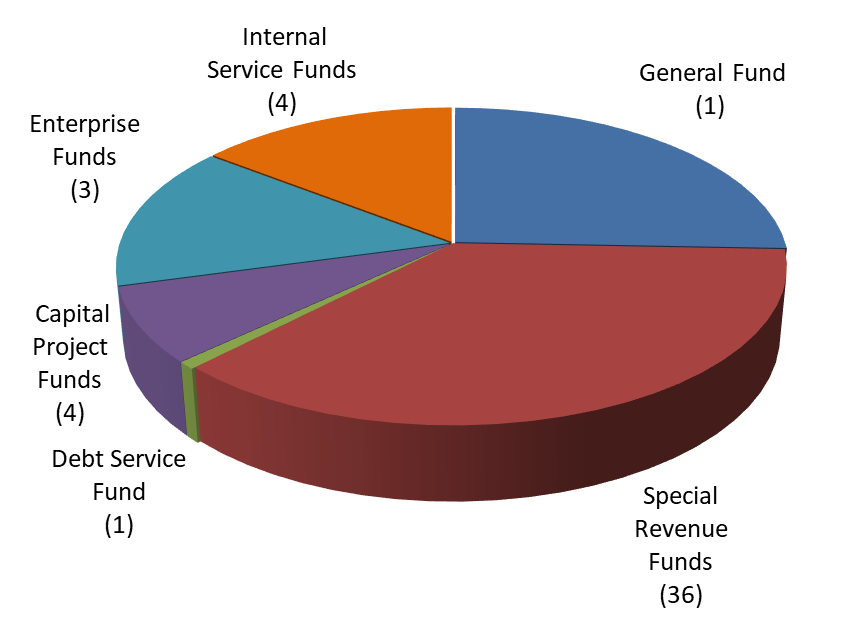 Internal
Service Funds
(4)
General Fund
(1)
Enterprise
Funds
(3)
Capital
Project
Funds
(4)
Debt Service
Fund
(1)
Special
Revenue
Funds
(36)